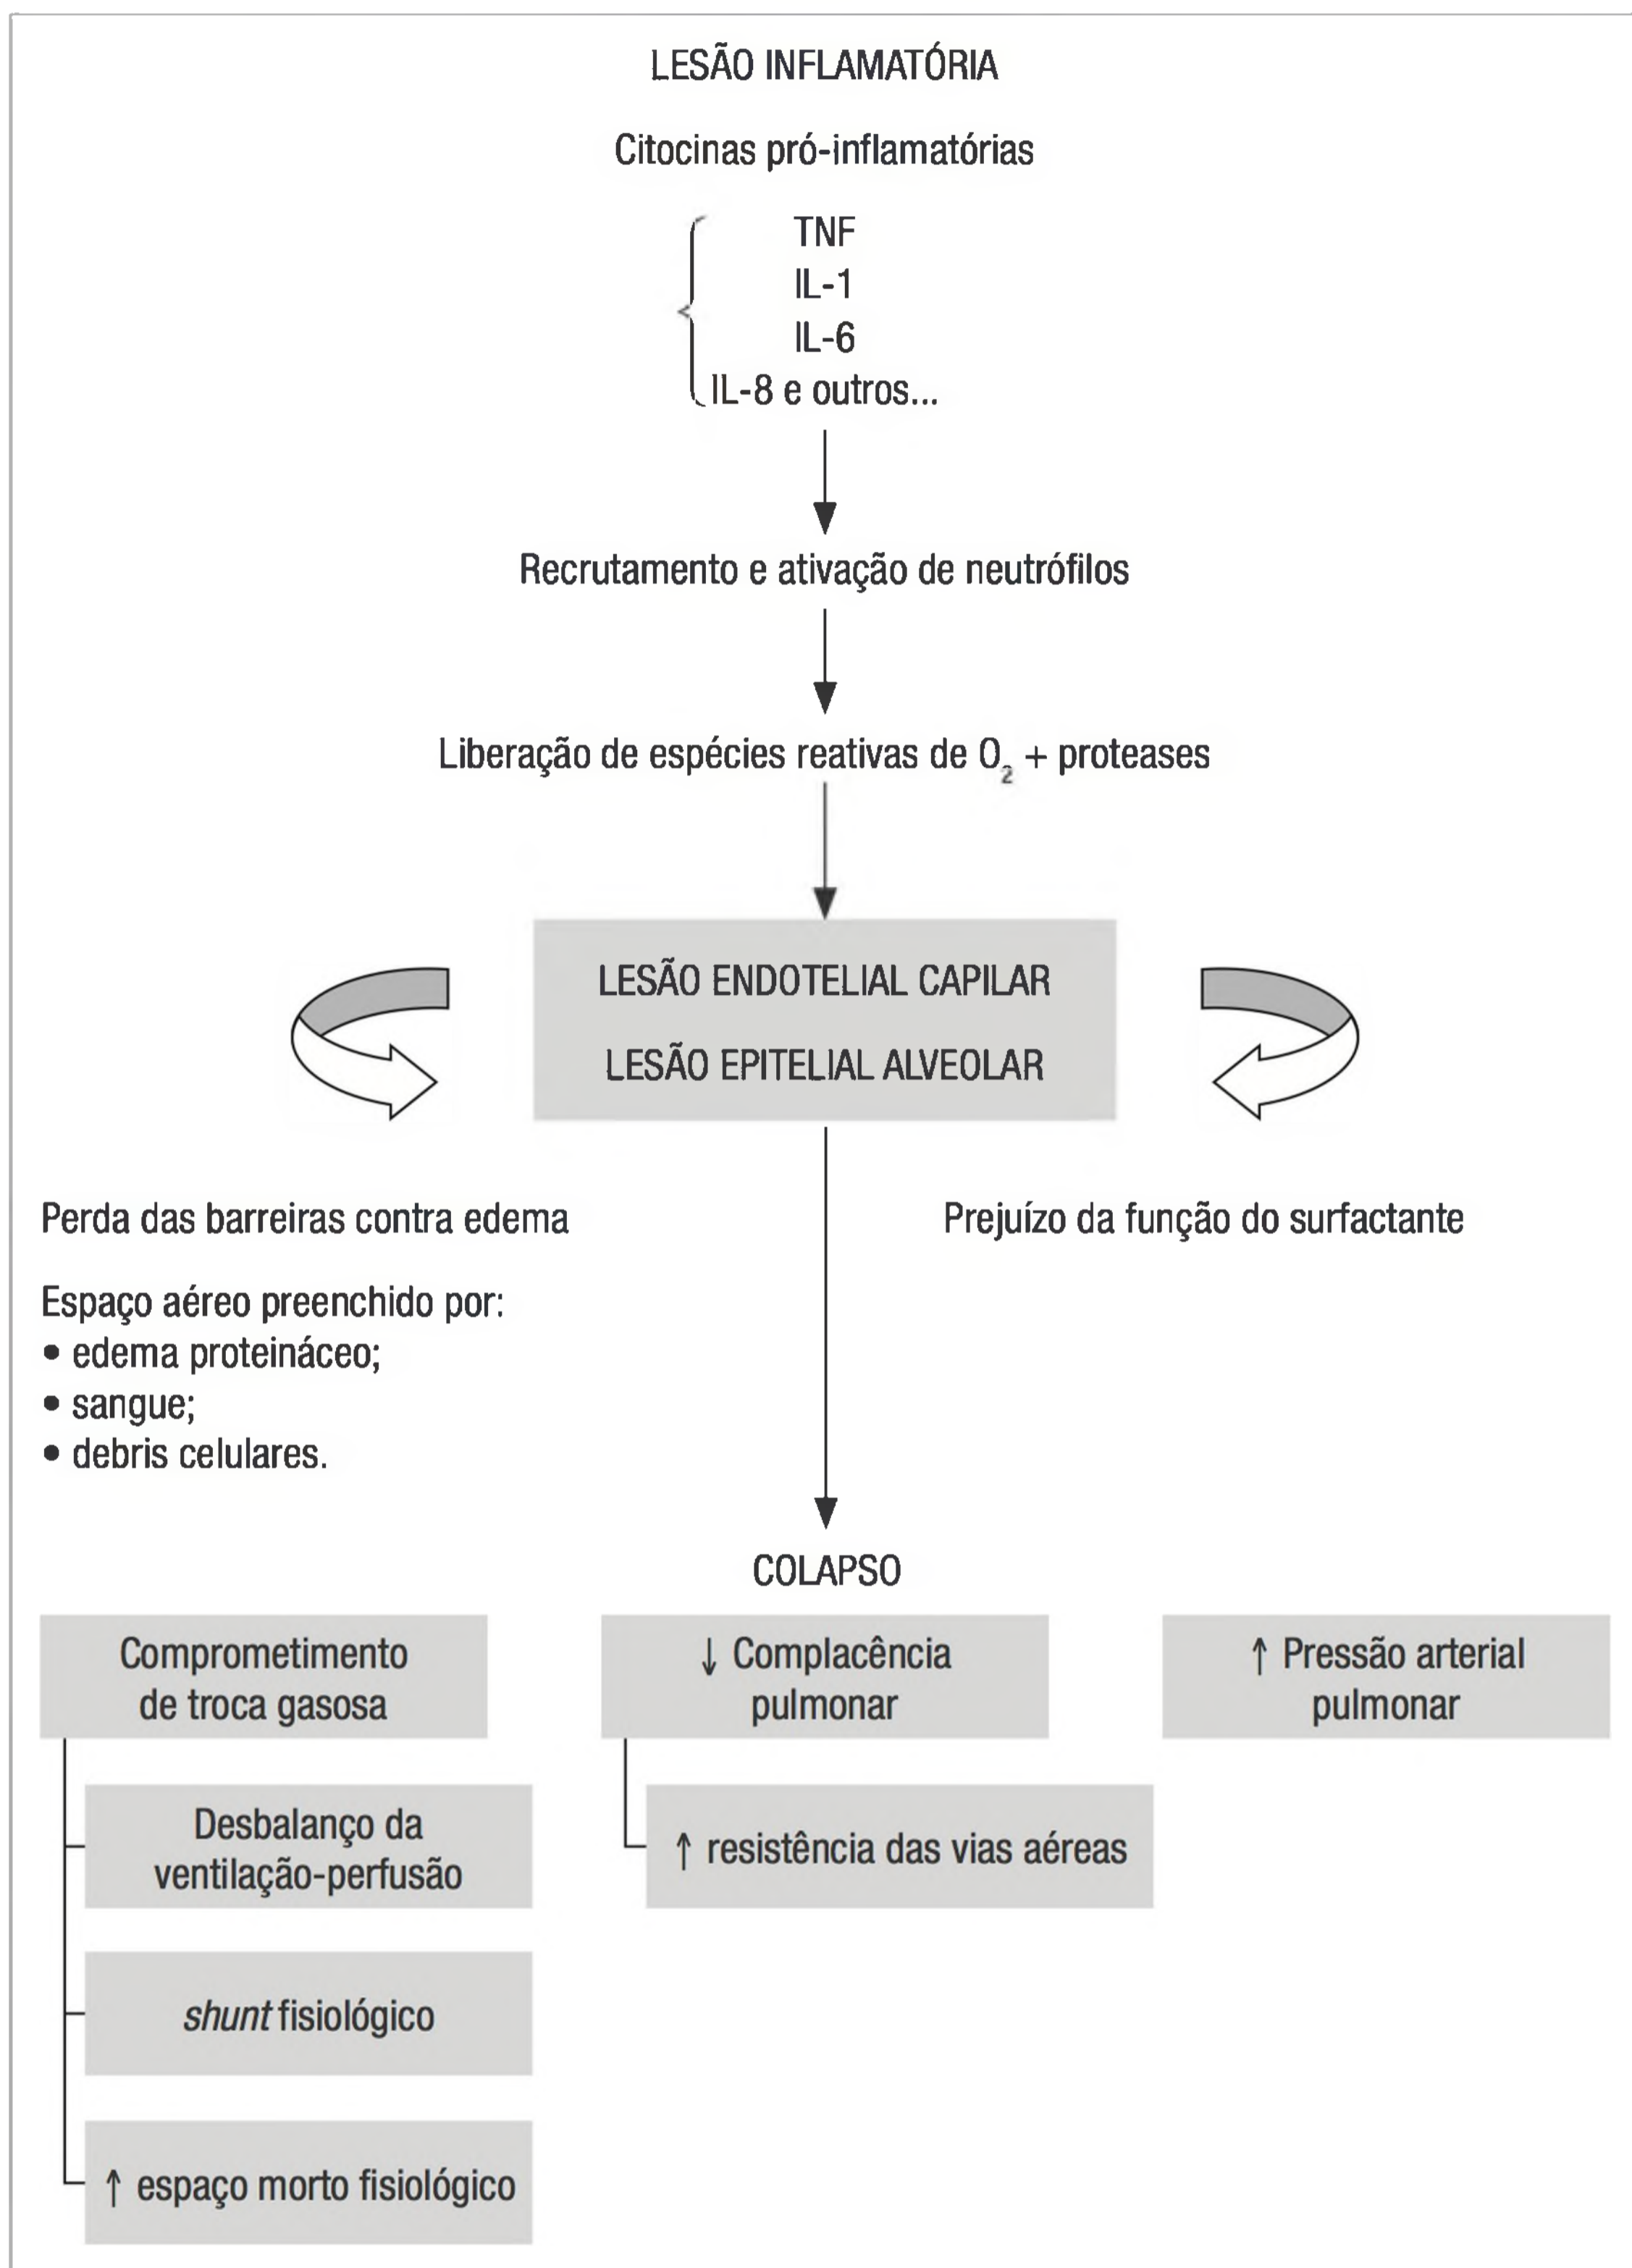 LESÃO INFLAMATÓRIA
Citocinas pró-inflamatórias
TNF
IL-1
IL-6
IL-8 e outros...
Recrutamento e ativação de neutrófilos
Liberação de espécies reativas de O₂ + proteases
LESÃO ENDOTELIAL CAPILAR
LESÃO EPITELIAL ALVEOLAR
Perda das barreiras contra edema
Espaço aéreo preenchido por:
• edema proteináceo;
• sangue;
• debris celulares.
Prejuízo da função do surfactante
COLAPSO
Comprometimento
de troca gasosa
Desbalanço da
ventilação-perfusão
shunt fisiológico
↑ espaço morto fisiológico
↓ Complacência
pulmonar
↑ resistência das vias aéreas
↑ Pressão arterial
pulmonar